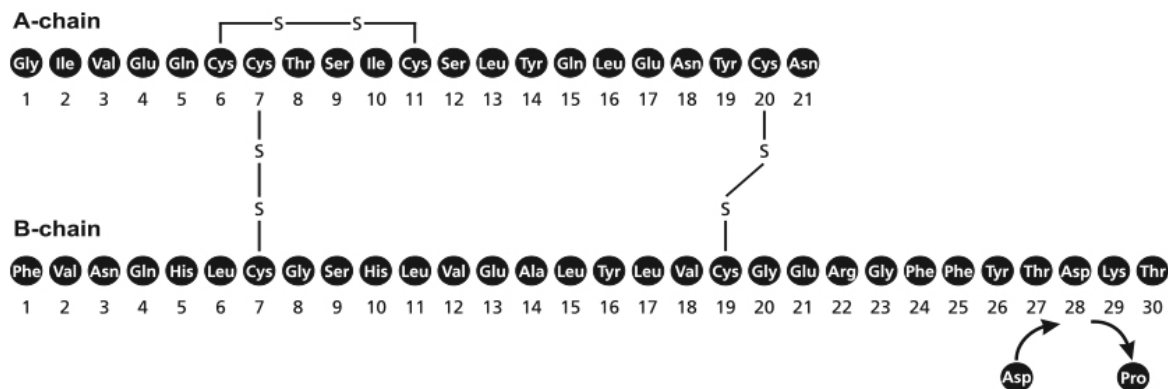 A-chain
S S
Gly Ile Val Glu Gln Cys Cys Thr Ser Ile Cys Ser Leu Tyr Gln Leu Glu Asn Tyr Cys Asn
1 2 3 4 5 6 7 8 9 10 11 12 13 14 15 16 17 18 19 20 21
S S
S S
B-chain
Phe Val Asn Gln His Leu Cys Gly Ser His Leu Val Glu Ala Leu Tyr Leu Val Cys Gly Glu Arg Gly Phe Phe Tyr Thr Asp Lys Thr
1 2 3 4 5 6 7 8 9 10 11 12 13 14 15 16 17 18 19 20 21 22 23 24 25 26 27 28 29 30
Asp Pro